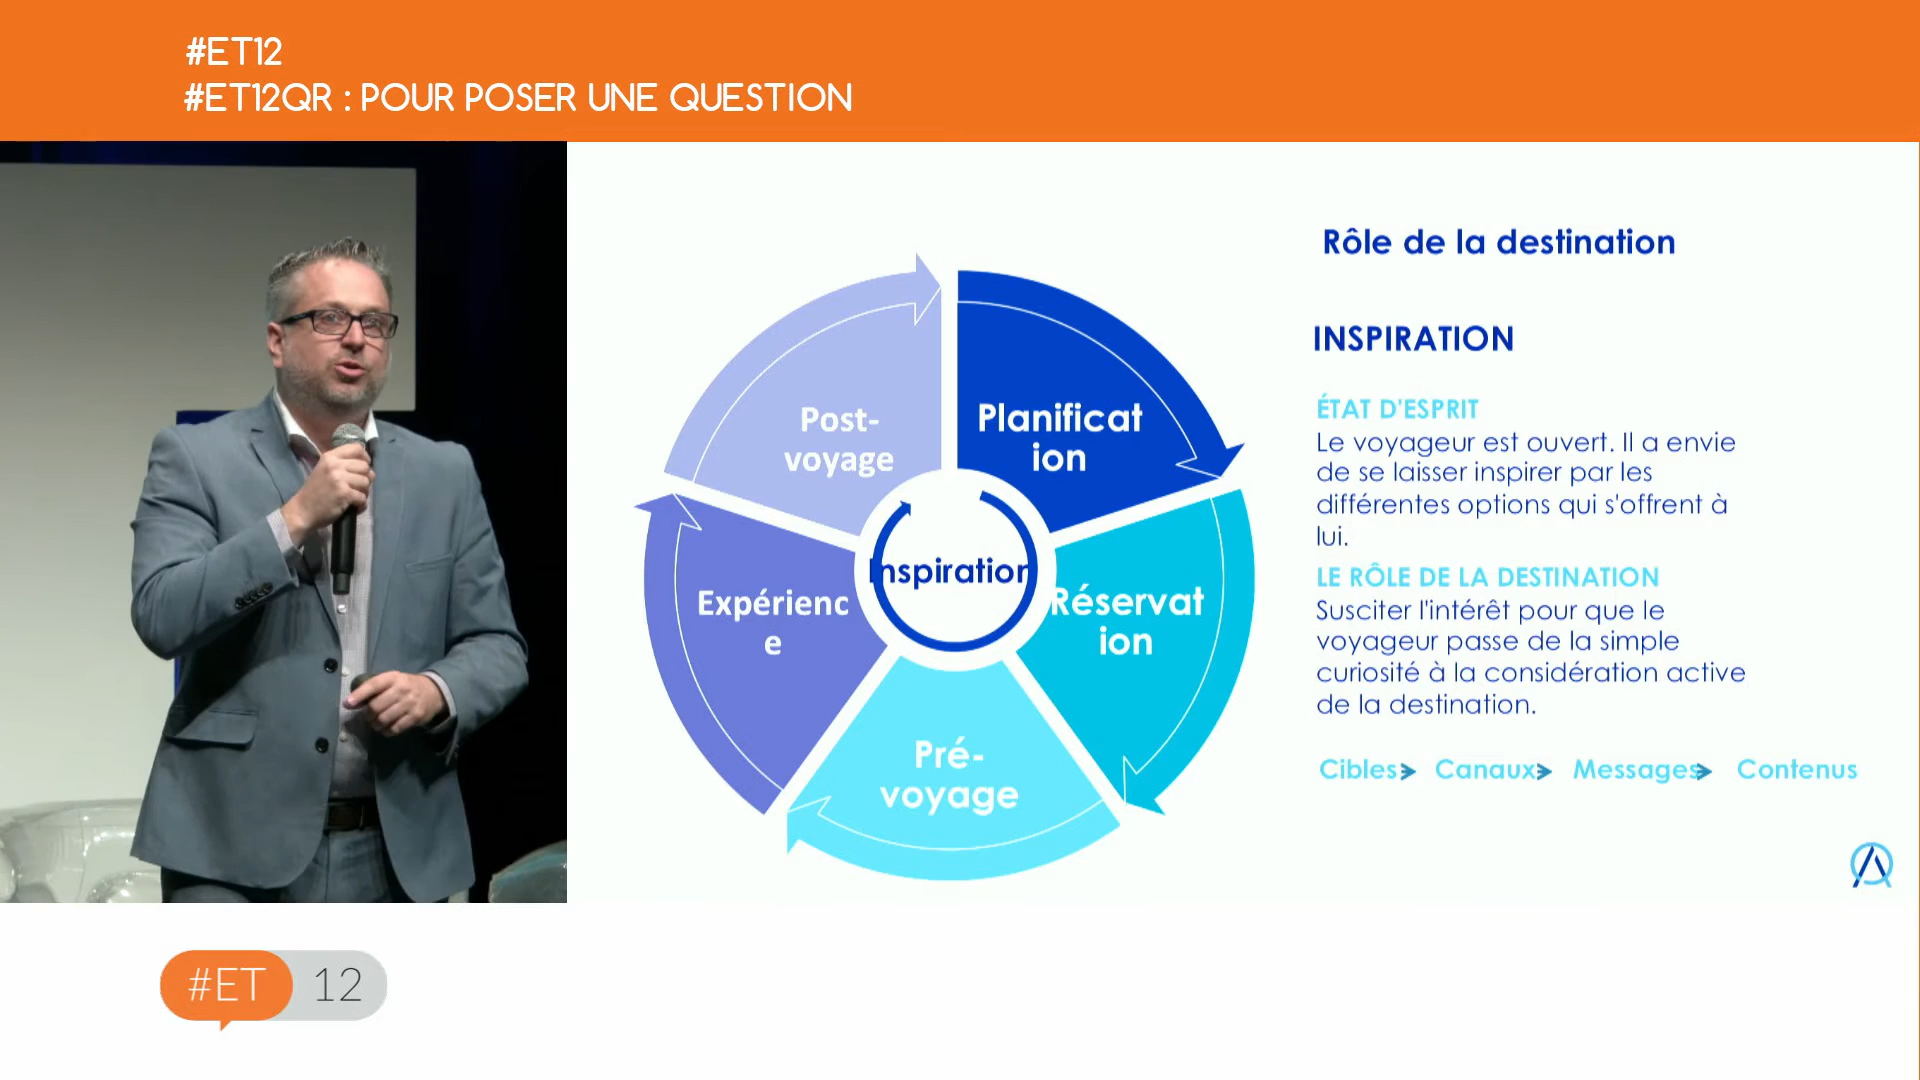 #ET12
#ET12QR : POUR POSER UNE QUESTION
Rôle de la destination
INSPIRATION
ÉTAT D'ESPRIT
Le voyageur est ouvert. Il a envie
de se laisser inspirer par les
différentes options qui s'offrent à
lui.
LE RÔLE DE LA DESTINATION
Susciter l'intérêt pour que le
voyageur passe de la simple
curiosité à la considération active
de la destination.
Cibles Canaux Messages Contenus
Post-
voyage
Planificat
ion
Inspiration
Expérienc
e
Réservat
ion
Pré-
voyage
#ET 12